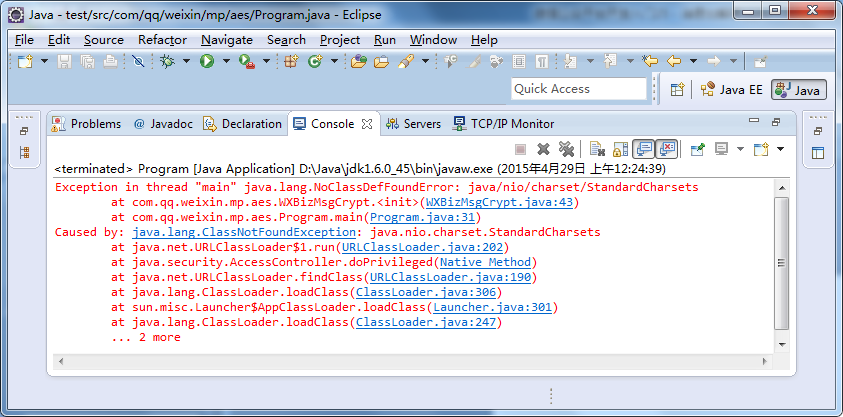 Java - test/src/com/qq/weixin/mp/aes/Program.java - Eclipse
File Edit Source Refactor Navigate Search Project Run Window Help
Quick Access
Java EE Java
Problems @ Javadoc Declaration Console Servers TCP/IP Monitor
<terminated> Program [Java Application] D:\Java\jdk1.6.0_45\bin\javaw.exe (2015年4月29日 上午12:24:39)
Exception in thread "main" java.lang.NoClassDefFoundError: java/nio/charset/StandardCharsets
at com.qq.weixin.mp.aes.WXBizMsgCrypt.<init>(WXBizMsgCrypt.java:43)
at com.qq.weixin.mp.aes.Program.main(Program.java:31)
Caused by: java.lang.ClassNotFoundException: java.nio.charset.StandardCharsets
at java.net.URLClassLoader$1.run(URLClassLoader.java:202)
at java.security.AccessController.doPrivileged(Native Method)
at java.net.URLClassLoader.findClass(URLClassLoader.java:190)
at java.lang.ClassLoader.loadClass(ClassLoader.java:306)
at sun.misc.Launcher$AppClassLoader.loadClass(Launcher.java:301)
at java.lang.ClassLoader.loadClass(ClassLoader.java:247)
... 2 more